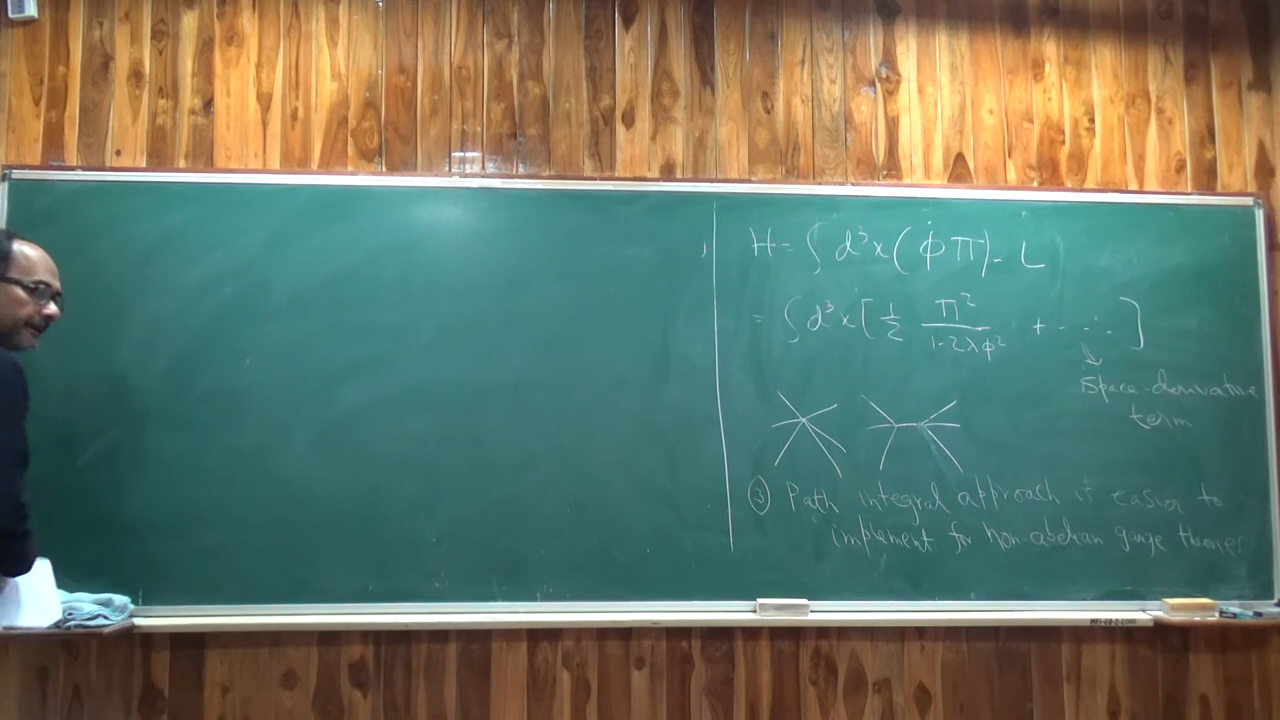 H = ∫ d³x ( φ̇ Π ) - L
= ∫ d³x [ 1/2 Π²/(1-2λφ²) + ..... ]
Space-derivative
term
③ Path integral approach is easier to
implement for non-abelian gauge theories